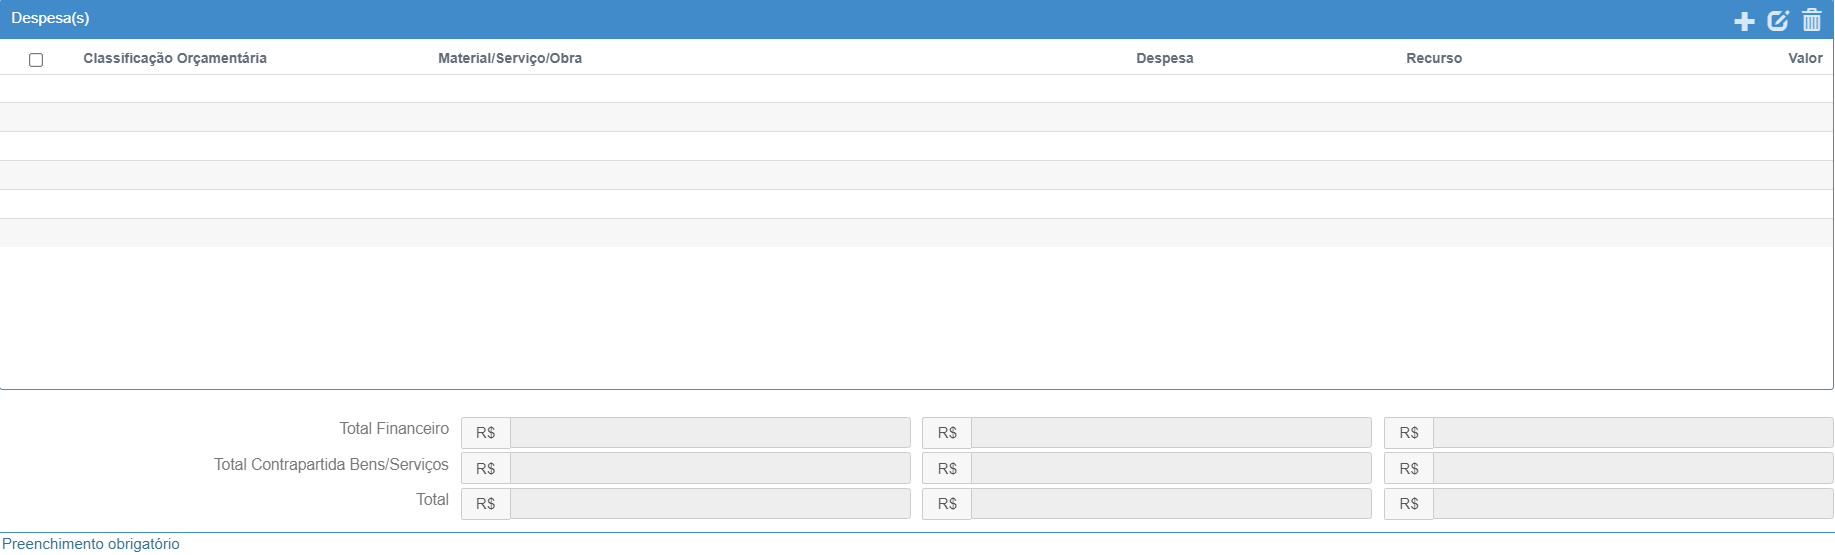 Despesa(s)
Classificação Orçamentária Material/Serviço/Obra Despesa Recurso Valor
Total Financeiro R$ R$ R$
Total Contrapartida Bens/Serviços R$ R$ R$
Total R$ R$ R$
Preenchimento obrigatório